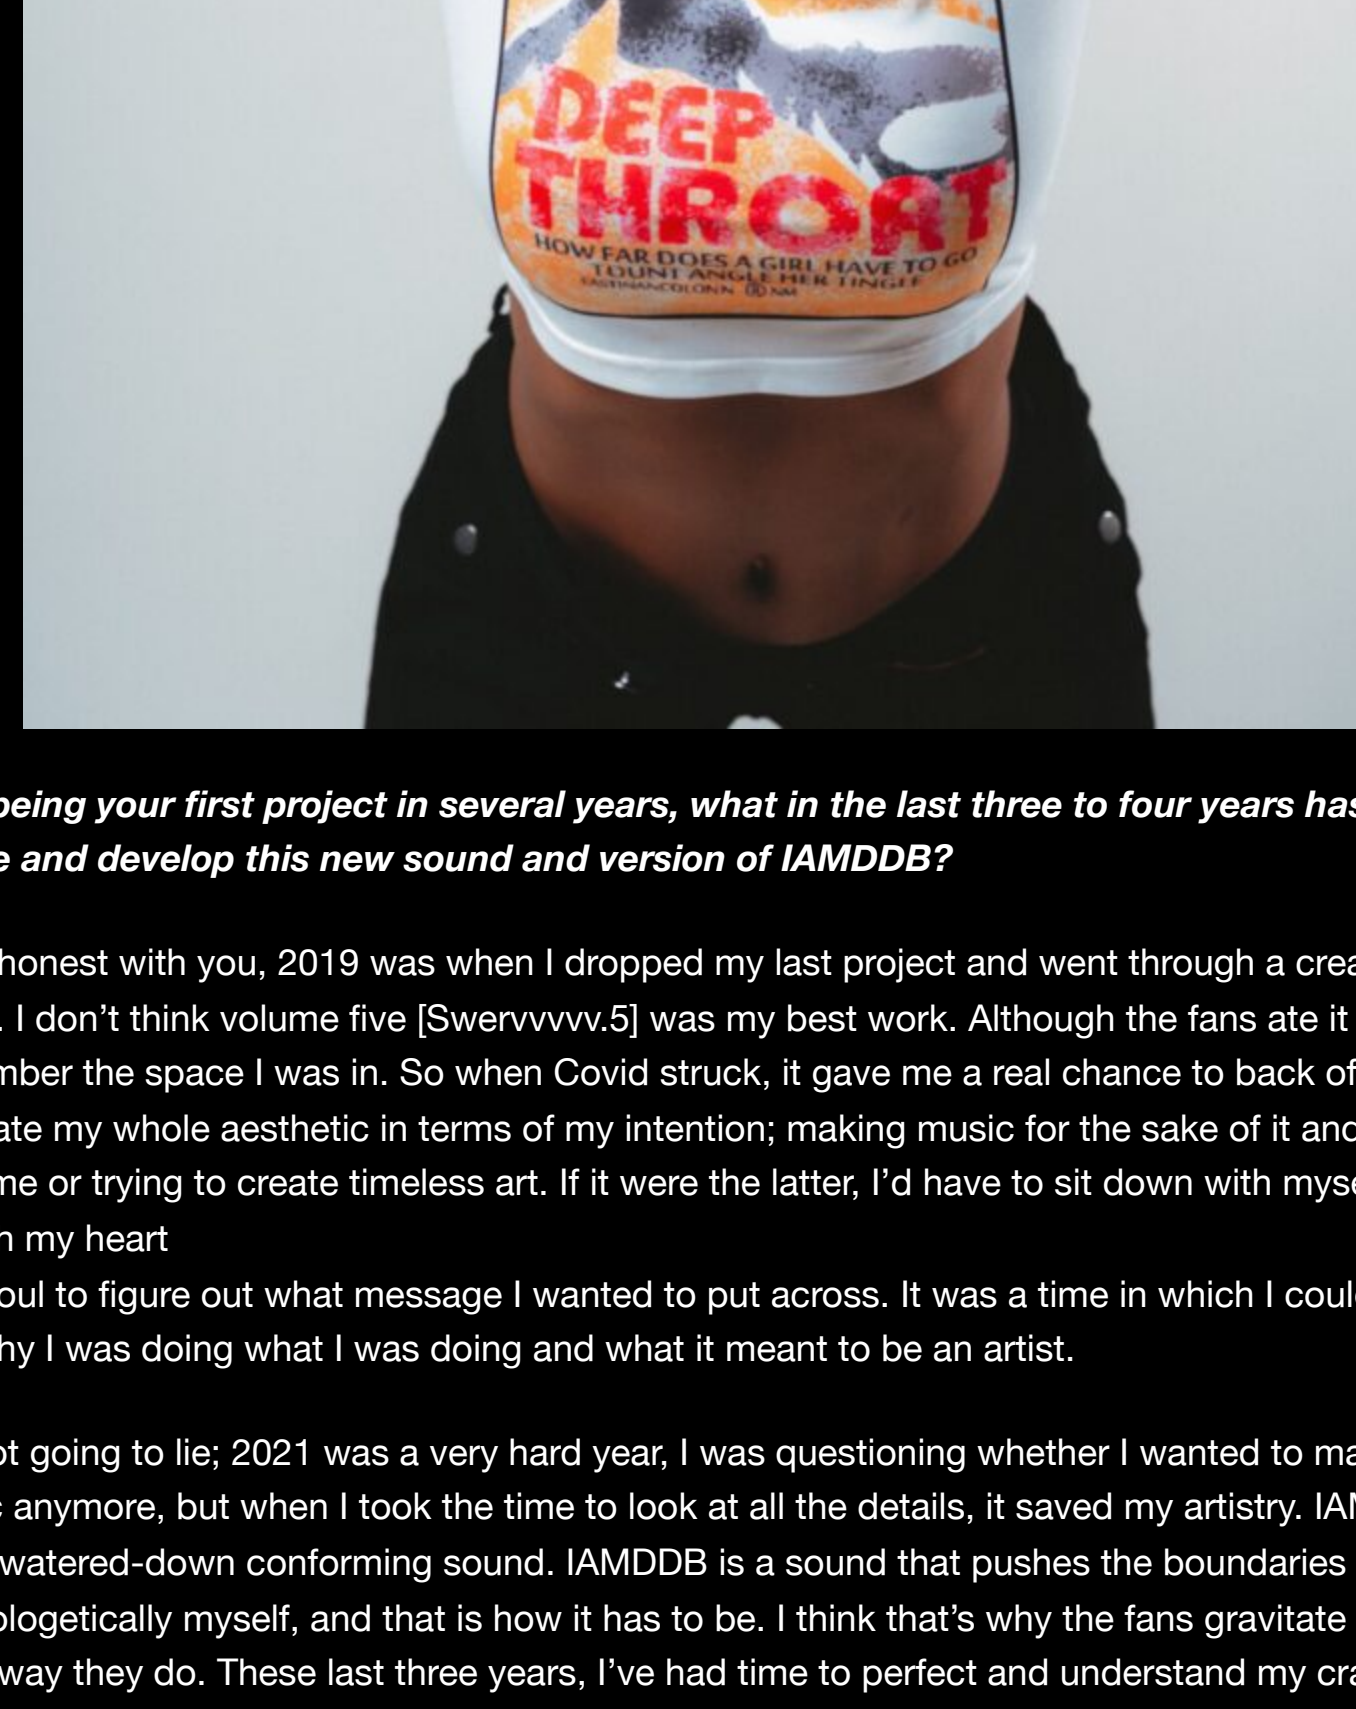 DEEP
THROAT
HOW FAR DOES A GIRL HAVE TO GO
TOUNT ANGLE HER TINGLE
being your first project in several years, what in the last three to four years has
e and develop this new sound and version of IAMDDB?
honest with you, 2019 was when I dropped my last project and went through a crea
. I don’t think volume five [Swervvvvv.5] was my best work. Although the fans ate it
mber the space I was in. So when Covid struck, it gave me a real chance to back of
ate my whole aesthetic in terms of my intention; making music for the sake of it and
me or trying to create timeless art. If it were the latter, I’d have to sit down with myse
n my heart
oul to figure out what message I wanted to put across. It was a time in which I coul
hy I was doing what I was doing and what it meant to be an artist.
ot going to lie; 2021 was a very hard year, I was questioning whether I wanted to ma
c anymore, but when I took the time to look at all the details, it saved my artistry. IAM
watered-down conforming sound. IAMDDB is a sound that pushes the boundaries
ologetically myself, and that is how it has to be. I think that’s why the fans gravitate
way they do. These last three years, I’ve had time to perfect and understand my cra